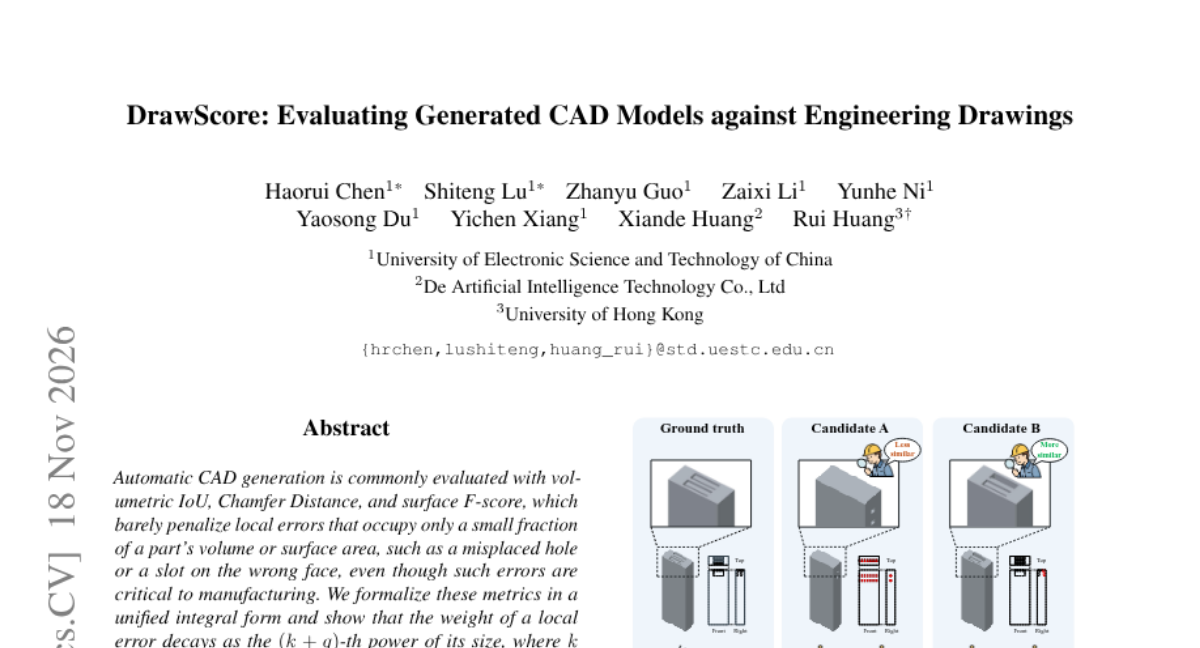 DrawScore: Evaluating Generated CAD Models against Engineering Drawings
Haorui Chen1* Shiteng Lu1* Zhanyu Guo1 Zaixi Li1 Yunhe Ni1
Yaosong Du1 Yichen Xiang1 Xiande Huang2 Rui Huang3†
1University of Electronic Science and Technology of China
2De Artificial Intelligence Technology Co., Ltd
3University of Hong Kong
{hrchen,lushiteng,huang_rui}@std.uestc.edu.cn
cs.CV] 18 Nov 2026
Abstract
Automatic CAD generation is commonly evaluated with vol-
umetric IoU, Chamfer Distance, and surface F-score, which
barely penalize local errors that occupy only a small fraction
of a part's volume or surface area, such as a misplaced hole
or a slot on the wrong face, even though such errors are
critical to manufacturing. We formalize these metrics in a
unified integral form and show that the weight of a local
error decays as the (k + q)-th power of its size, where k
Ground truth
Candidate A
Less
similar
Candidate B
More
similar
Top
Front Right
Top
Front Right
Top
Front Right